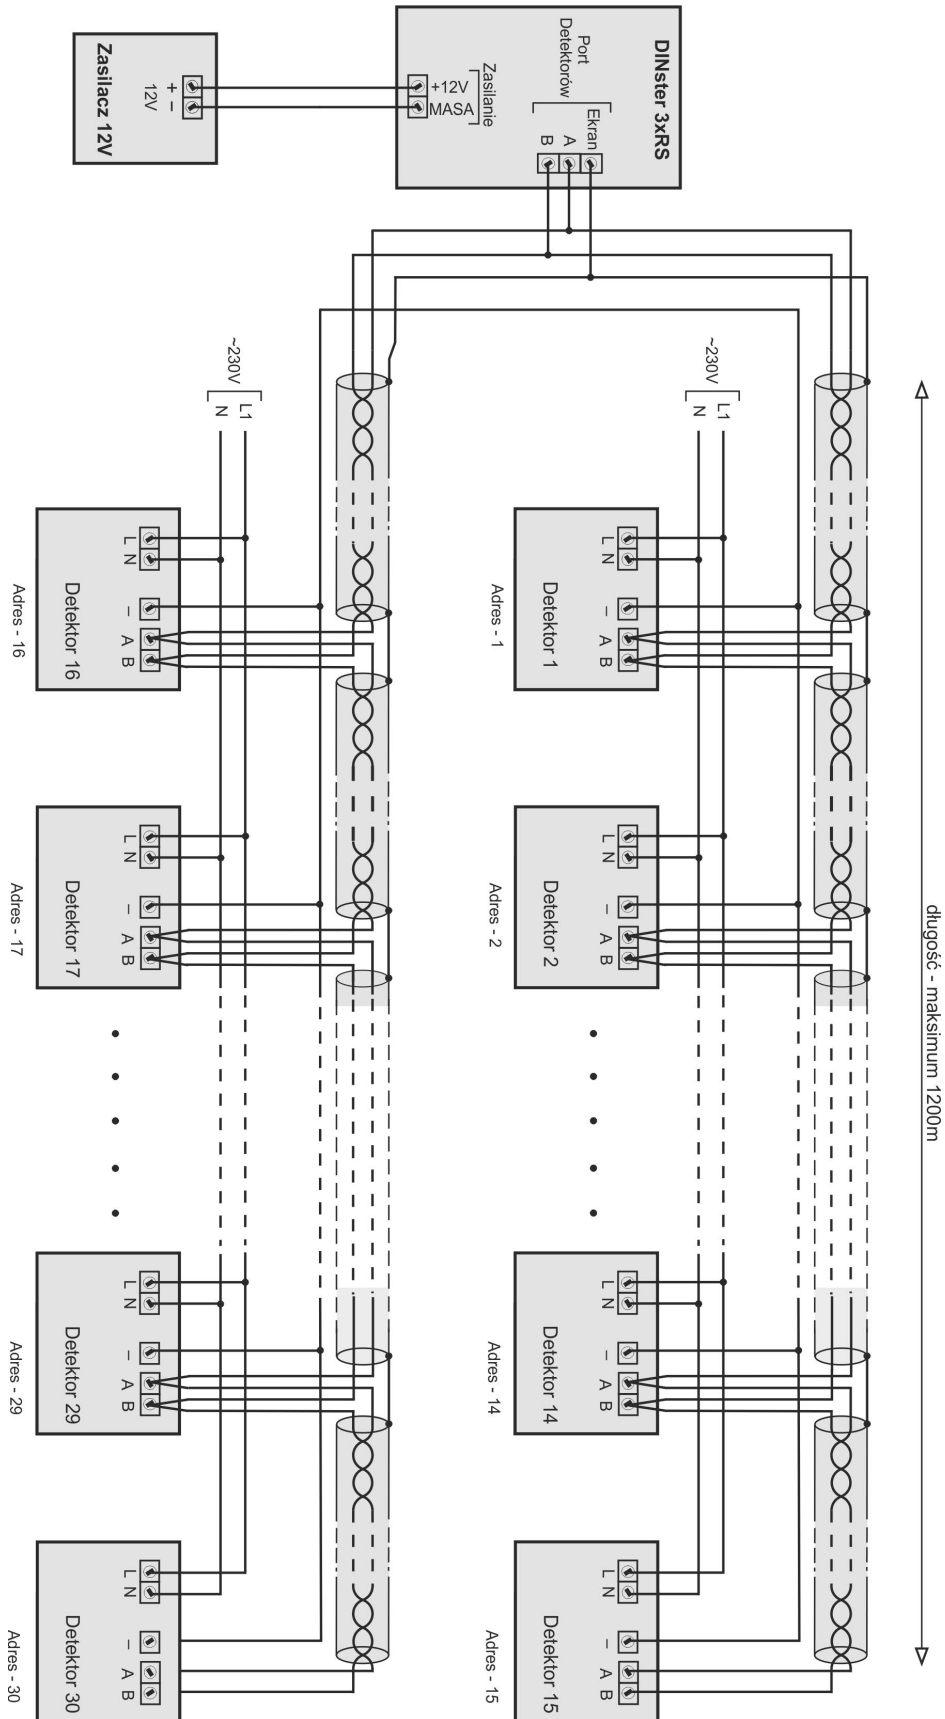 długość - maksimum 1200m
DINster 3xRS
Port
Detektorów
Ekran
A
B
Zasilanie
+12V
MASA
Zasilacz 12V
+ –
12V
~230V
L1
N
L N – A B
Detektor 1
Adres - 1
L N – A B
Detektor 2
Adres - 2
L N – A B
Detektor 14
Adres - 14
L N – A B
Detektor 15
Adres - 15
~230V
L1
N
L N – A B
Detektor 16
Adres - 16
L N – A B
Detektor 17
Adres - 17
L N – A B
Detektor 29
Adres - 29
L N – A B
Detektor 30
Adres - 30